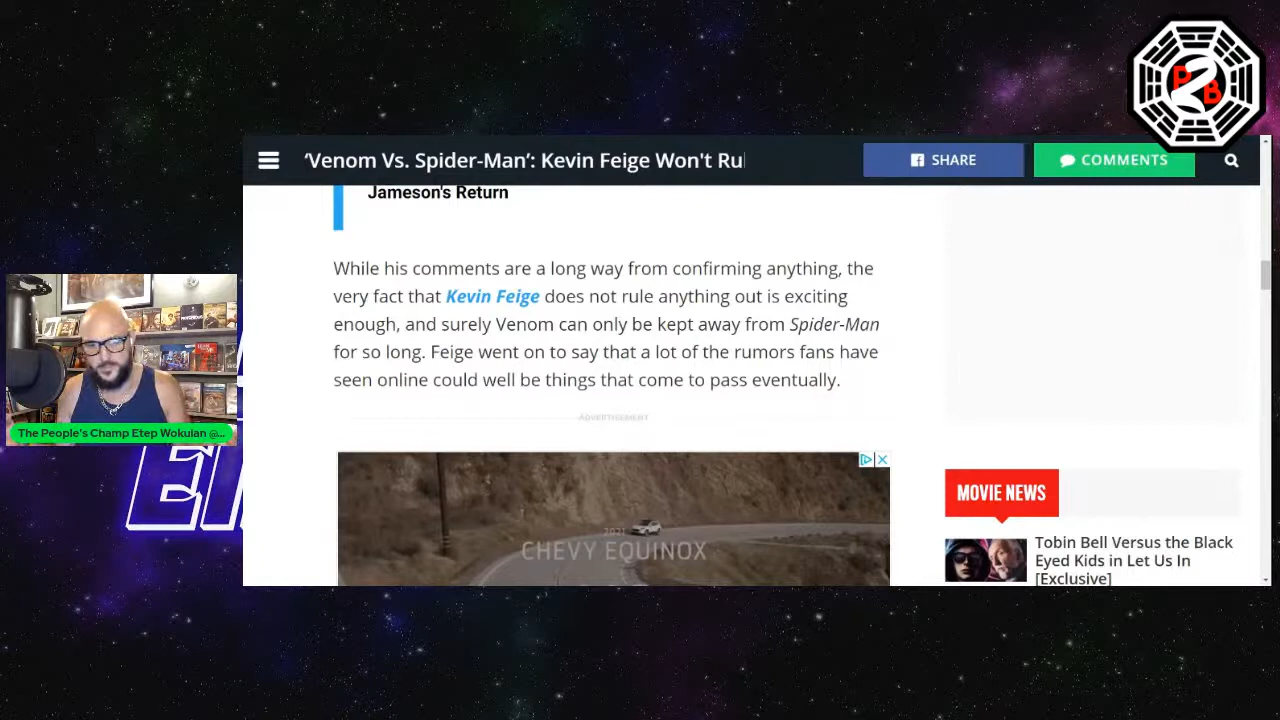 P
2
B
‘Venom Vs. Spider-Man’: Kevin Feige Won't Ru
SHARE
COMMENTS
Jameson's Return
While his comments are a long way from confirming anything, the
very fact that Kevin Feige does not rule anything out is exciting
enough, and surely Venom can only be kept away from Spider-Man
for so long. Feige went on to say that a lot of the rumors fans have
seen online could well be things that come to pass eventually.
ADVERTISEMENT
2021
CHEVY EQUINOX
MOVIE NEWS
Tobin Bell Versus the Black
Eyed Kids in Let Us In
[Exclusive]
The People's Champ Etep Wokuian @...